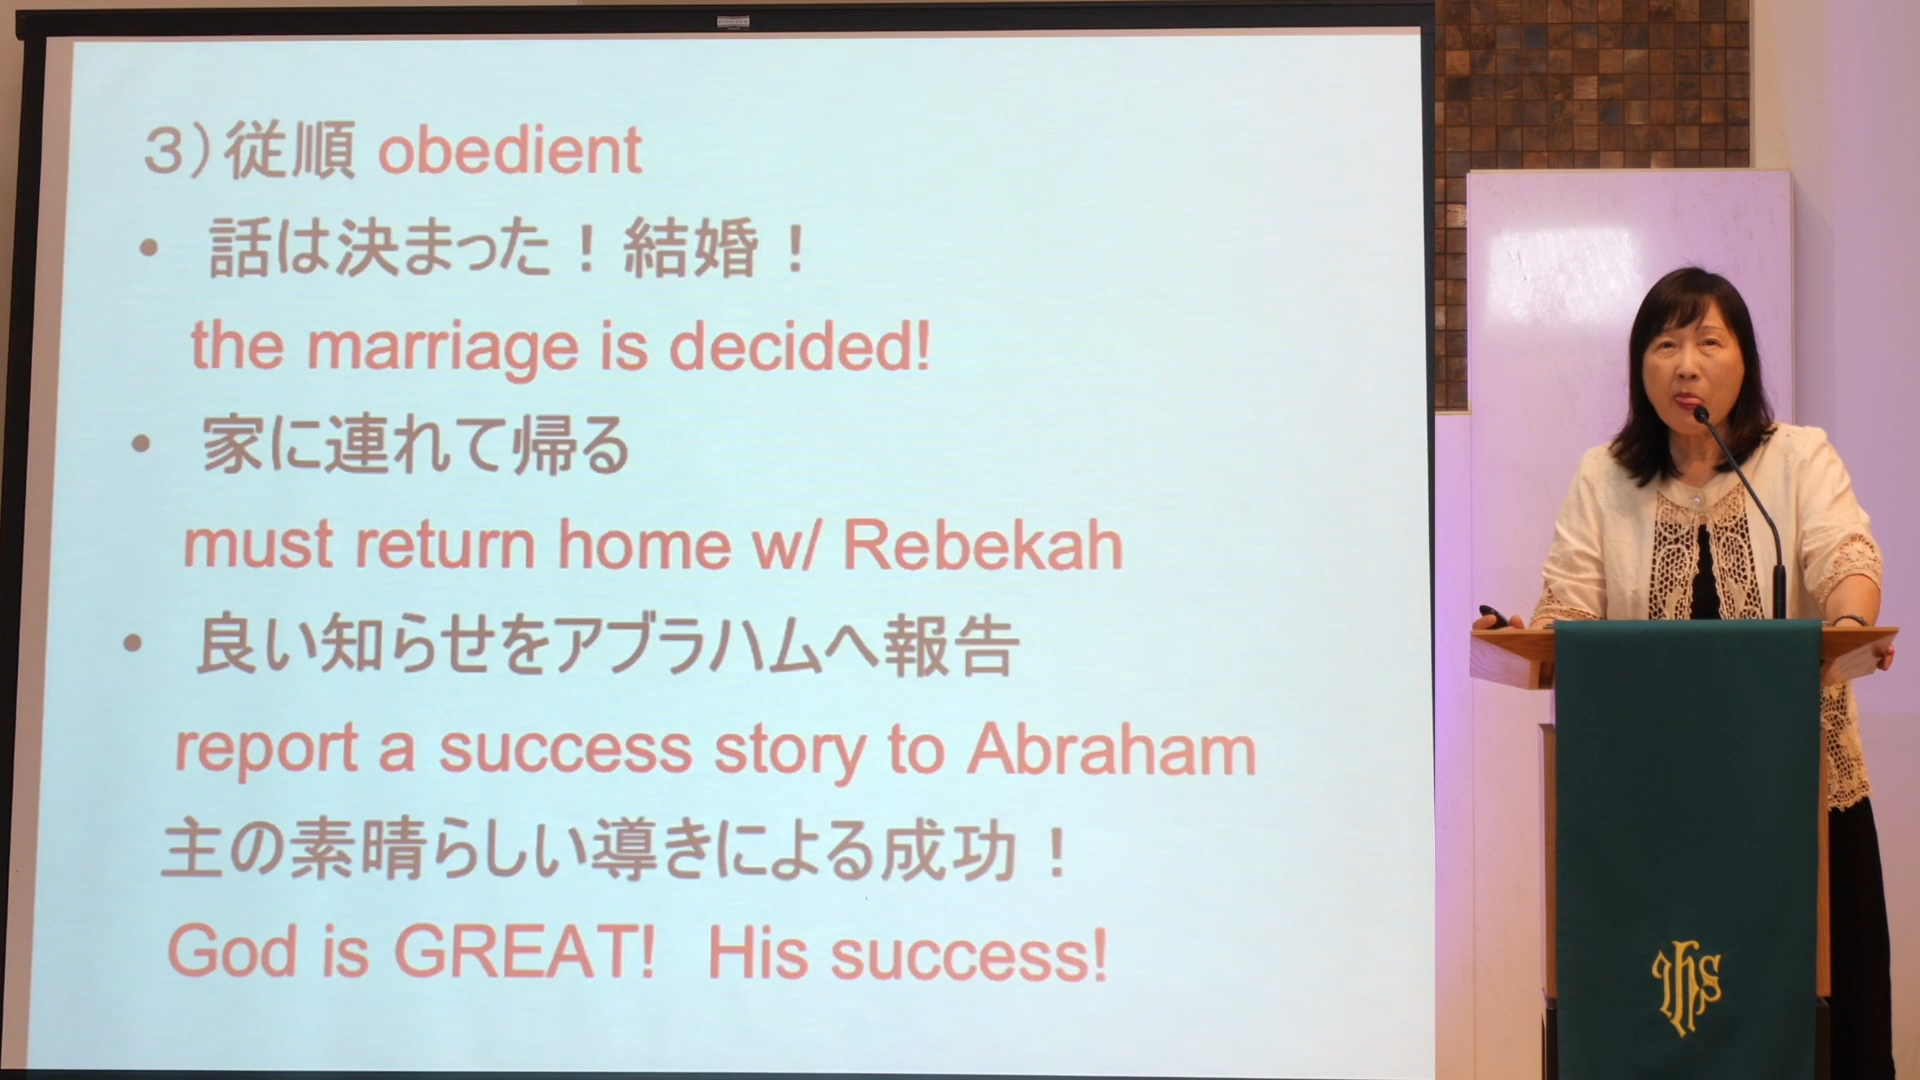 ３）従順 obedient
• 話は決まった！結婚！
the marriage is decided!
• 家に連れて帰る
must return home w/ Rebekah
• 良い知らせをアブラハムへ報告
report a success story to Abraham
主の素晴らしい導きによる成功！
God is GREAT! His success!
IHS